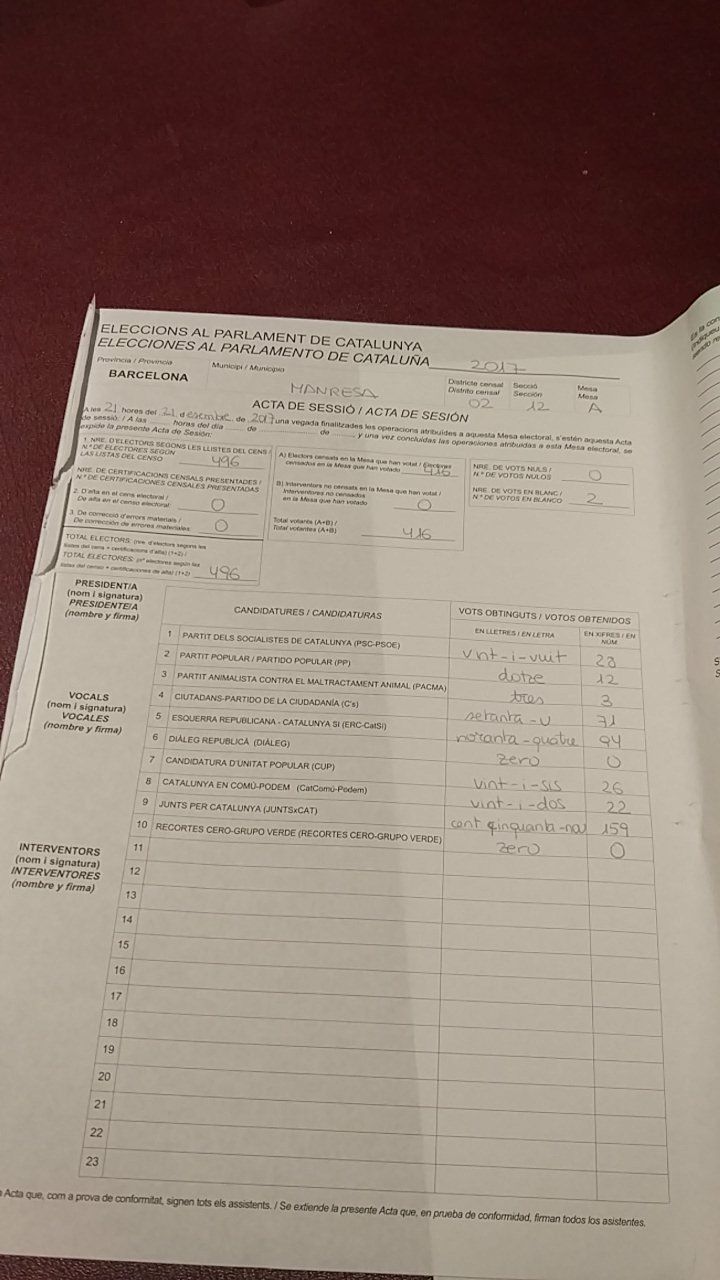 ELECCIONS AL PARLAMENT DE CATALUNYA
ELECCIONES AL PARLAMENTO DE CATALUÑA 2017
Provincia / Provincia Municipi / Municipio
BARCELONA MANRESA
Districte censal Secció Mesa
Distrito censal Sección Mesa
02 12 A
ACTA DE SESSIÓ / ACTA DE SESIÓN
A les 21 hores del 21 d desembre de 2017 una vegada finalitzades les operacions atribuïdes a aquesta Mesa electoral, s'estén aquesta Acta
de sessió. / A las ____ horas del día ____ de ____ de ____, y una vez concluidas las operaciones atribuidas a esta Mesa electoral, se
expide la presente Acta de Sesión:
1. NRE. D'ELECTORS SEGONS LES LLISTES DEL CENS /
N.º DE ELECTORES SEGÚN
LAS LISTAS DEL CENSO 496
NRE. DE CERTIFICACIONS CENSALS PRESENTADES /
N.º DE CERTIFICACIONES CENSALES PRESENTADAS
2. D'alta en el cens electoral /
De alta en el censo electoral: 0
3. De correcció d'errors materials /
De corrección de errores materiales: 0
TOTAL ELECTORS: (nre. d'electors segons les
llistes del cens + certificacions d'alta) (1+2) /
TOTAL ELECTORES: (nº electores según las
listas del censo + certificaciones de alta) (1+2) 496
A) Electors censats en la Mesa que han votat / Electores
censados en la Mesa que han votado 416
B) Interventors no censats en la Mesa que han votat /
Interventores no censados
en la Mesa que han votado 0
Total votants (A+B) /
Total votantes (A+B) 416
NRE. DE VOTS NULS /
N.º DE VOTOS NULOS 0
NRE. DE VOTS EN BLANC /
N.º DE VOTOS EN BLANCO 2
PRESIDENT/A
(nom i signatura)
PRESIDENTE/A
(nombre y firma)
VOCALS
(nom i signatura)
VOCALES
(nombre y firma)
INTERVENTORS
(nom i signatura)
INTERVENTORES
(nombre y firma)
CANDIDATURES / CANDIDATURAS VOTS OBTINGUTS / VOTOS OBTENIDOS
EN LLETRES / EN LETRA EN XIFRES / EN NÚM.
1 PARTIT DELS SOCIALISTES DE CATALUNYA (PSC-PSOE) vint-i-vuit 28
2 PARTIT POPULAR / PARTIDO POPULAR (PP) dotze 12
3 PARTIT ANIMALISTA CONTRA EL MALTRACTAMENT ANIMAL (PACMA) tres 3
4 CIUTADANS-PARTIDO DE LA CIUDADANÍA (C's) setanta-u 71
5 ESQUERRA REPUBLICANA - CATALUNYA SI (ERC-CatSI) noranta-quatre 94
6 DIÀLEG REPUBLICÀ (DIÀLEG) zero 0
7 CANDIDATURA D'UNITAT POPULAR (CUP) vint-i-sis 26
8 CATALUNYA EN COMÚ-PODEM (CatComú-Podem) vint-i-dos 22
9 JUNTS PER CATALUNYA (JUNTSxCAT) cent cinquanta-nou 159
10 RECORTES CERO-GRUPO VERDE (RECORTES CERO-GRUPO VERDE) zero 0
11
12
13
14
15
16
17
18
19
20
21
22
23
Acta que, com a prova de conformitat, signen tots els assistents. / Se extiende la presente Acta que, en prueba de conformidad, firman todos los asistentes.